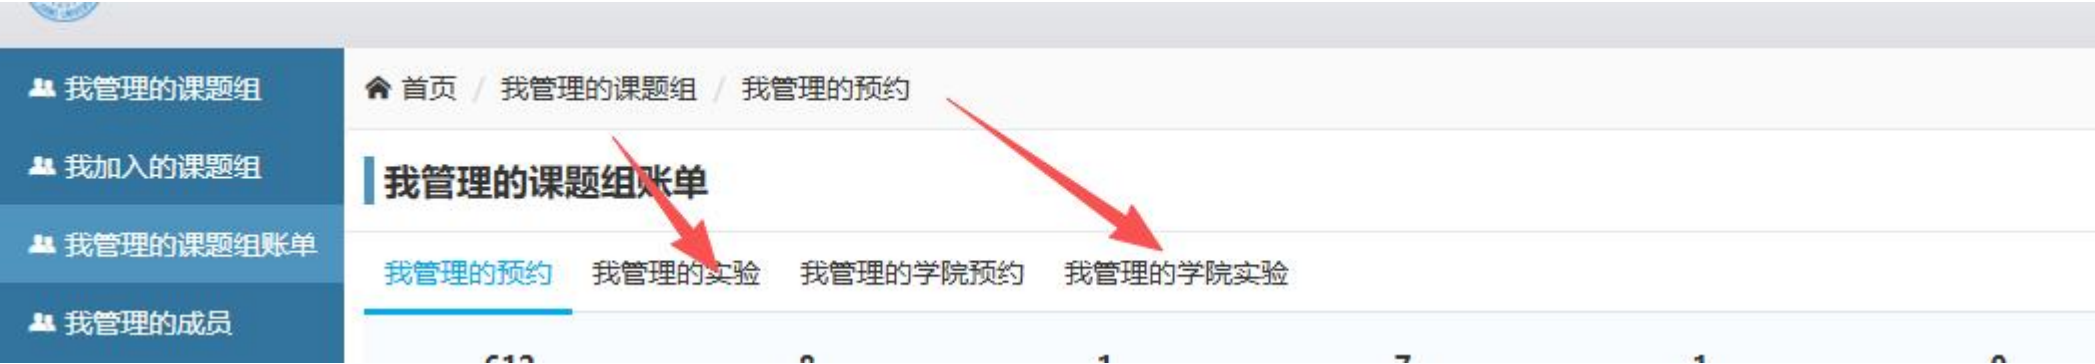 我管理的课题组
我加入的课题组
我管理的课题组账单
我管理的成员
首页 / 我管理的课题组 / 我管理的预约
我管理的课题组账单
我管理的预约 我管理的实验 我管理的学院预约 我管理的学院实验